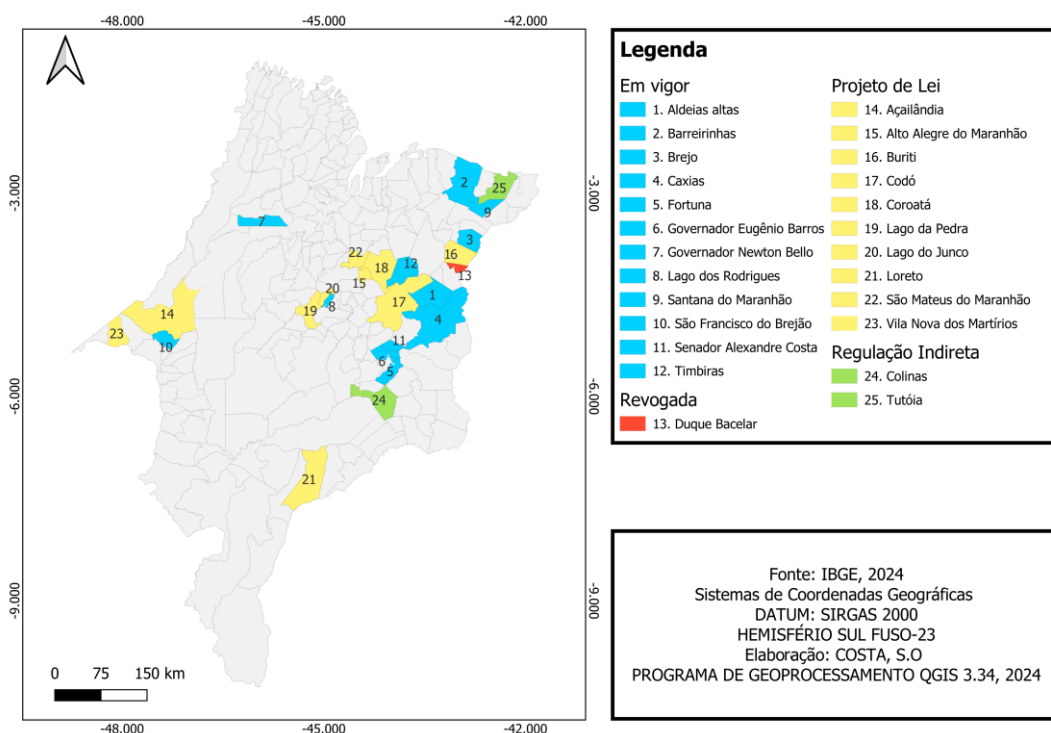 -48.000
-45.000
-42.000
-3.000
-3.000
-6.000
-6.000
-9.000
-9.000
2
25
9
7
3
16
13
22
18
12
15
20
8
19
17
1
4
14
23
10
11
6
5
24
21
0 75 150 km
-48.000
-45.000
-42.000
Legenda
Em vigor
1. Aldeias altas
2. Barreirinhas
3. Brejo
4. Caxias
5. Fortuna
6. Governador Eugênio Barros
7. Governador Newton Bello
8. Lago dos Rodrigues
9. Santana do Maranhão
10. São Francisco do Brejão
11. Senador Alexandre Costa
12. Timbiras
Revogada
13. Duque Bacelar
Projeto de Lei
14. Açailândia
15. Alto Alegre do Maranhão
16. Buriti
17. Codó
18. Coroatá
19. Lago da Pedra
20. Lago do Junco
21. Loreto
22. São Mateus do Maranhão
23. Vila Nova dos Martírios
Regulação Indireta
24. Colinas
25. Tutóia
Fonte: IBGE, 2024
Sistemas de Coordenadas Geográficas
DATUM: SIRGAS 2000
HEMISFÉRIO SUL FUSO-23
Elaboração: COSTA, S.O
PROGRAMA DE GEOPROCESSAMENTO QGIS 3.34, 2024